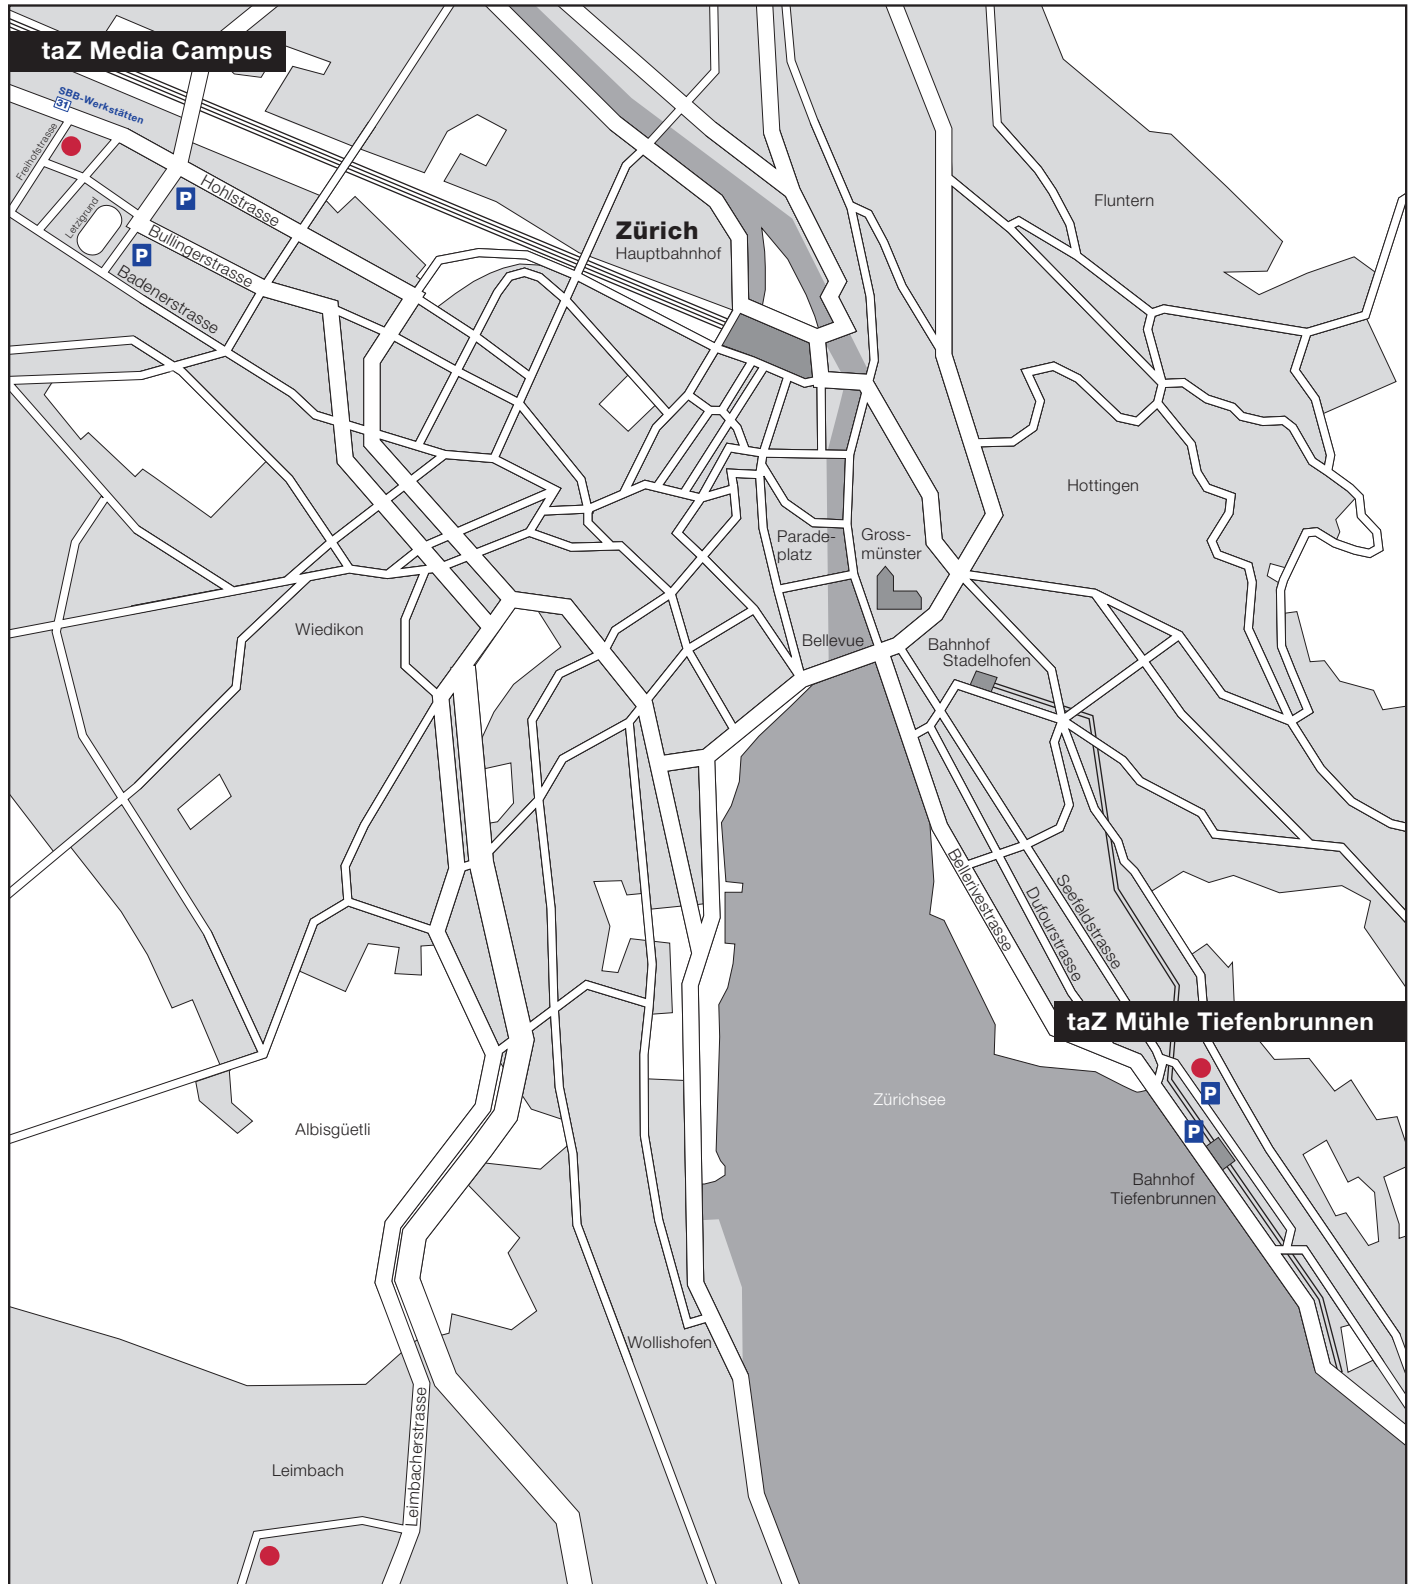 taZ Media Campus
SBB-Werkstätten
31
Freihofstrasse
P
Hohlstrasse
Letzigrund
P
Bullingerstrasse
Badenerstrasse
Zürich
Hauptbahnhof
Fluntern
Hottingen
Parade-
platz
Gross-
münster
Wiedikon
Bellevue
Bahnhof
Stadelhofen
Bellerivestrasse
Dufourstrasse
Seefeldstrasse
taZ Mühle Tiefenbrunnen
P
P
Zürichsee
Albisgüetli
Bahnhof
Tiefenbrunnen
Wollishofen
Leimbacherstrasse
Leimbach